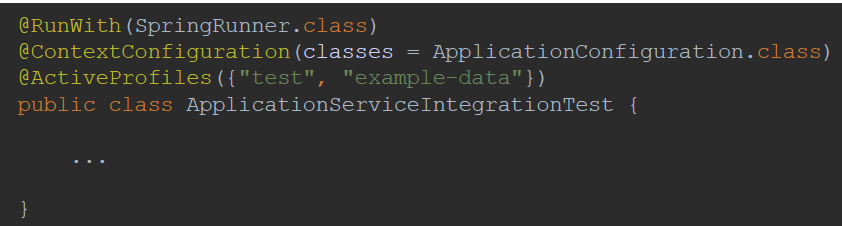 @RunWith(SpringRunner.class)
@ContextConfiguration(classes = ApplicationConfiguration.class)
@ActiveProfiles({"test", "example-data"})
public class ApplicationServiceIntegrationTest {
...
}